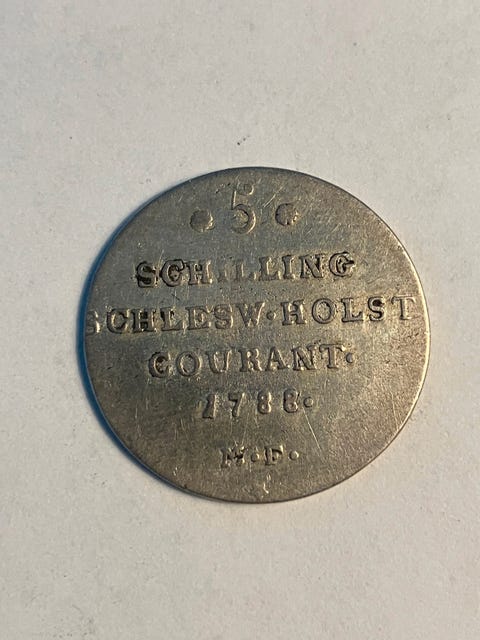 • 5 •
SCHILLING
SCHLESW·HOLST
COURANT.
1788.
M·F·